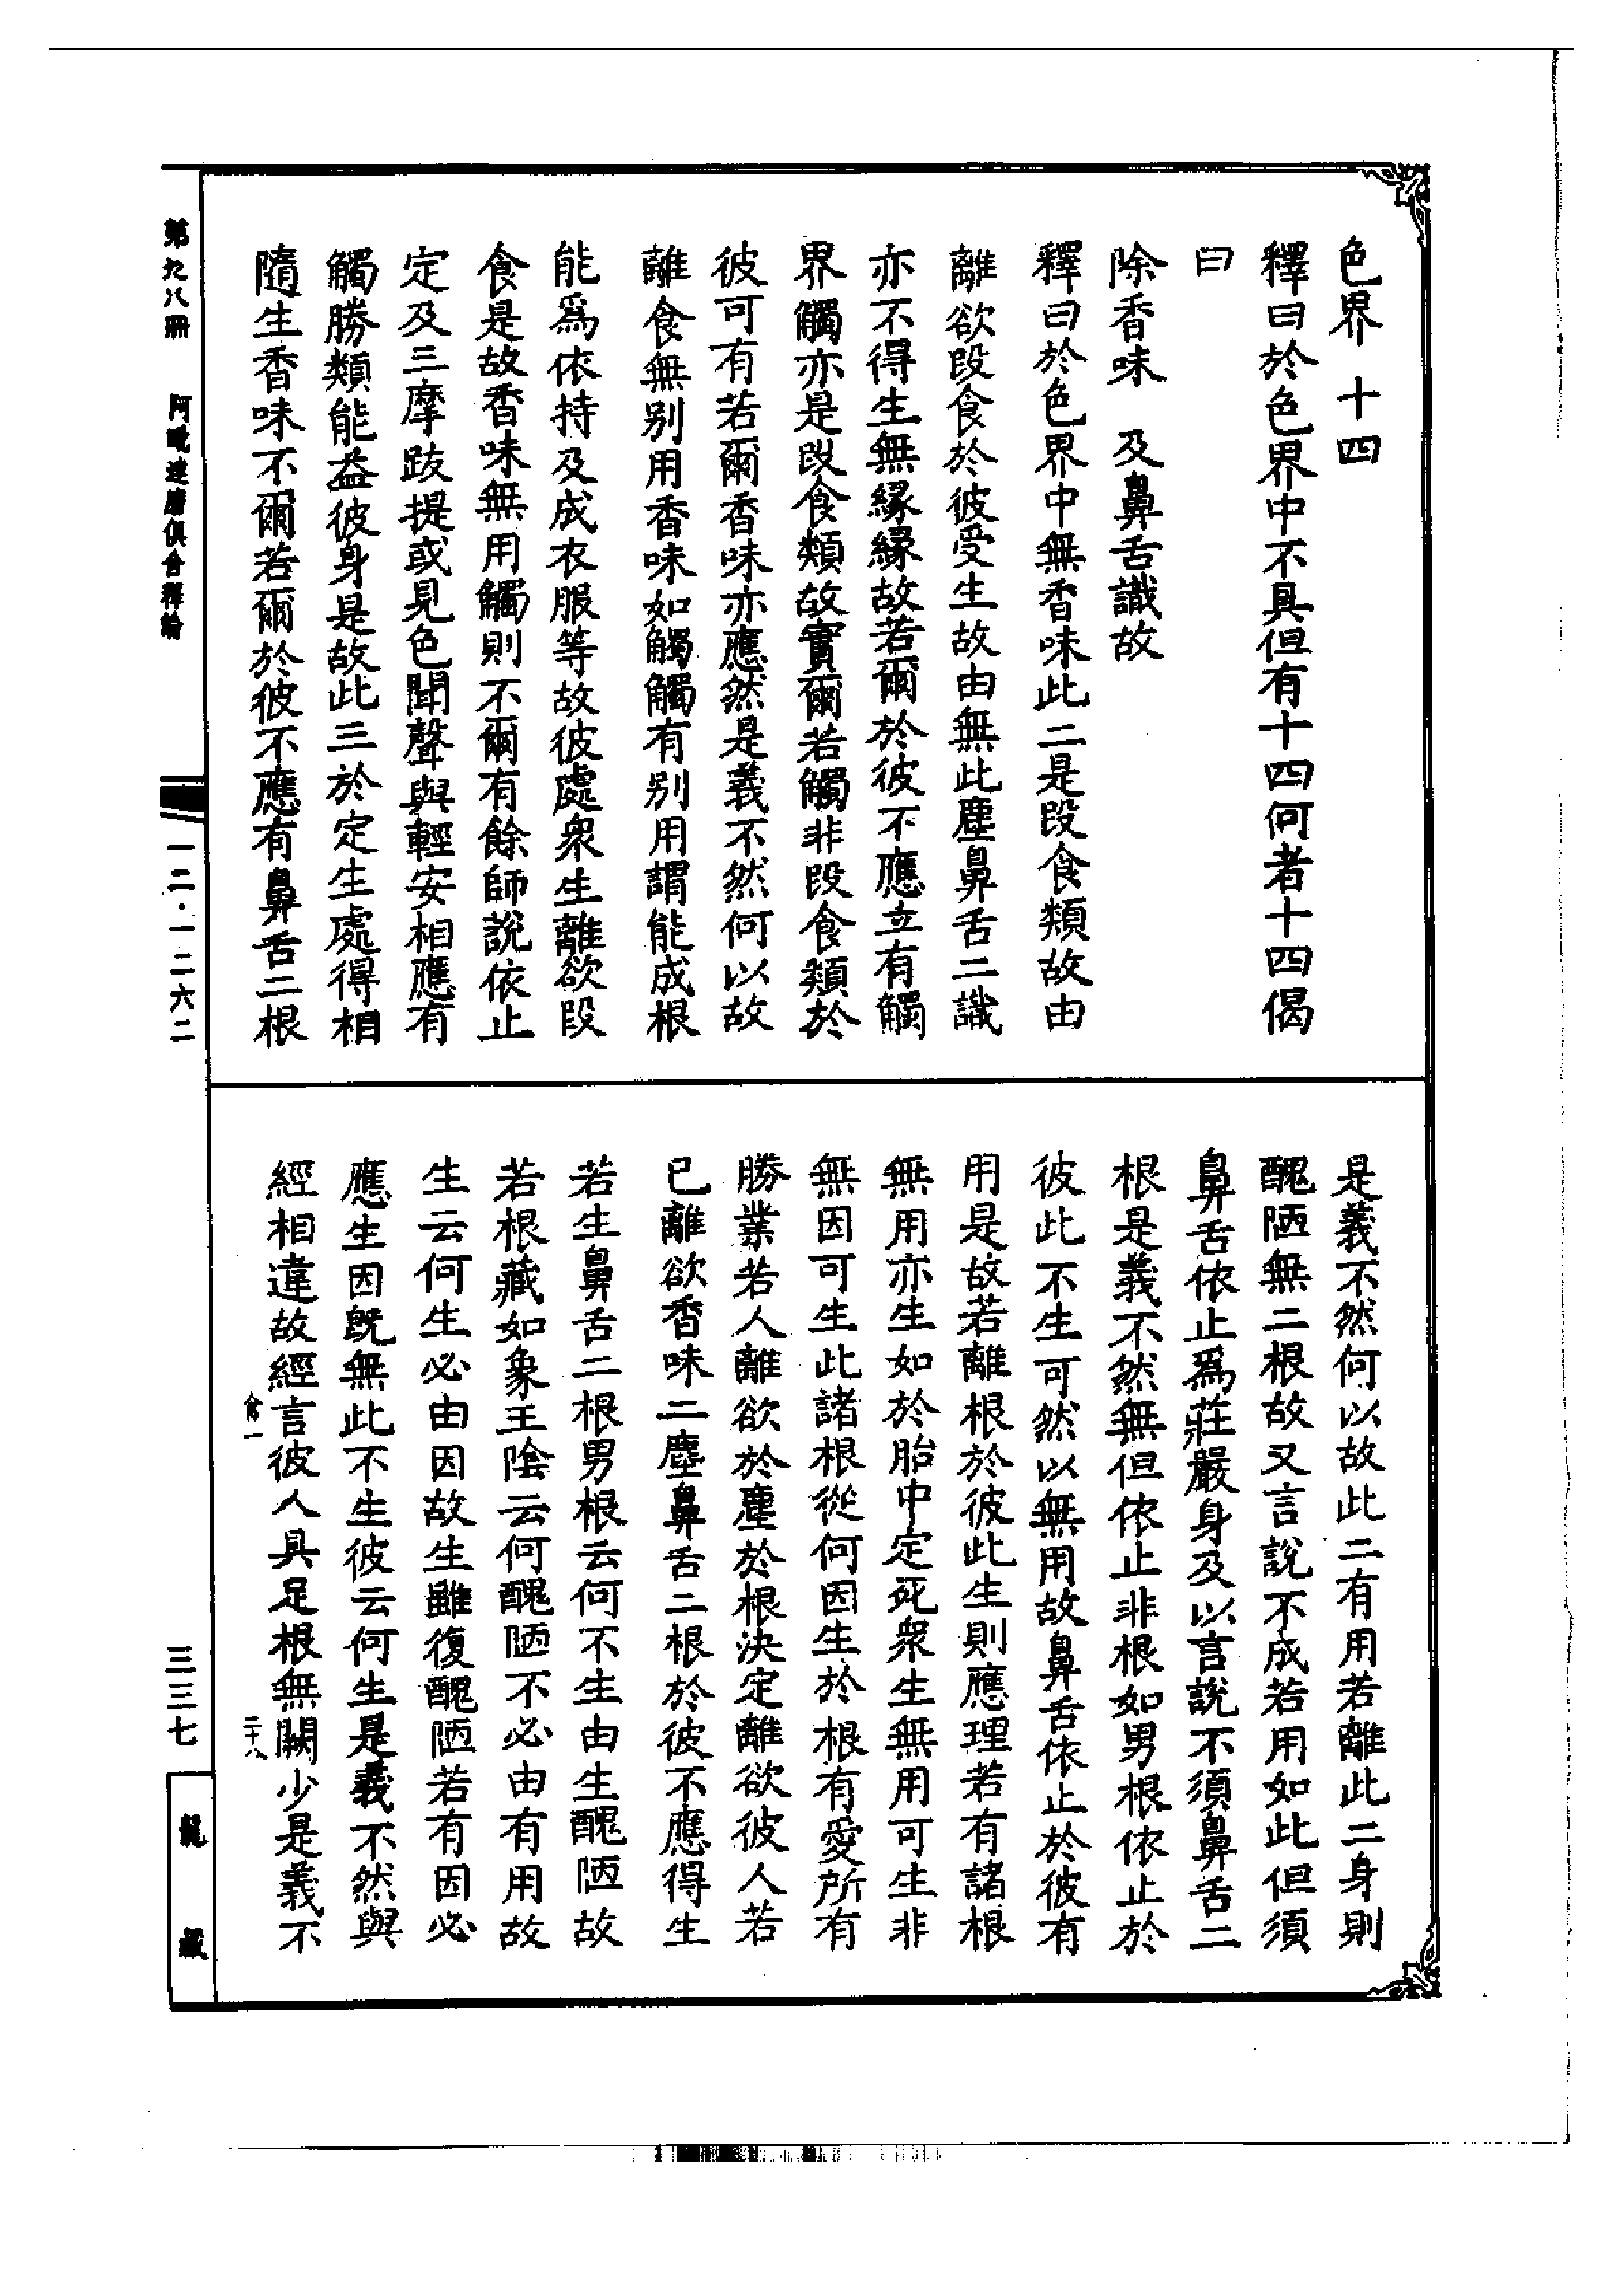 色界　十四
釋曰於色界中不具但有十四何者十四偈
曰
除香味　及鼻舌識故
釋曰於色界中無香味此二是段食類故由
離欲段食於彼受生故由無此塵鼻舌二識
亦不得生無緣緣故若爾於彼不應立有觸
界觸亦是段食類故實爾若觸非段食類於
彼可有若爾香味亦應然是義不然何以故
離食無別用香味如觸觸有別用謂能成根
能爲依持及成衣服等故彼處衆生離欲段
食是故香味無用觸則不爾有餘師說依止
定及三摩跋提或見色聞聲與輕安相應有
觸勝類能益彼身是故此三於定生處得相
隨生香味不爾若爾於彼不應有鼻舌二根
是義不然何以故此二有用若離此二身則
醜陋無二根故又言說不成若用如此但須
鼻舌依止爲莊嚴身及以言說不須鼻舌二
根是義不然無但依止非根如男根依止於
彼此不生可然以無用故鼻舌依止於彼有
用是故若離根於彼此生則應理若有諸根
無用亦生如於胎中定死衆生無用可生非
無因可生此諸根從何因生於根有愛所有
勝業若人離欲於塵於根決定離欲彼人若
已離欲香味二塵鼻舌二根於彼不應得生
若生鼻舌二根男根云何不生由生醜陋故
若根藏如象王陰云何醜陋不必由有用故
生云何生必由因故生雖復醜陋若有因必
應生因既無此不生彼云何生是義不然與
經相違故經言彼人具足根無闕少是義不
二十八
第九八冊　阿毗達磨俱舍釋論
一二·一二六二
三三七
龍藏